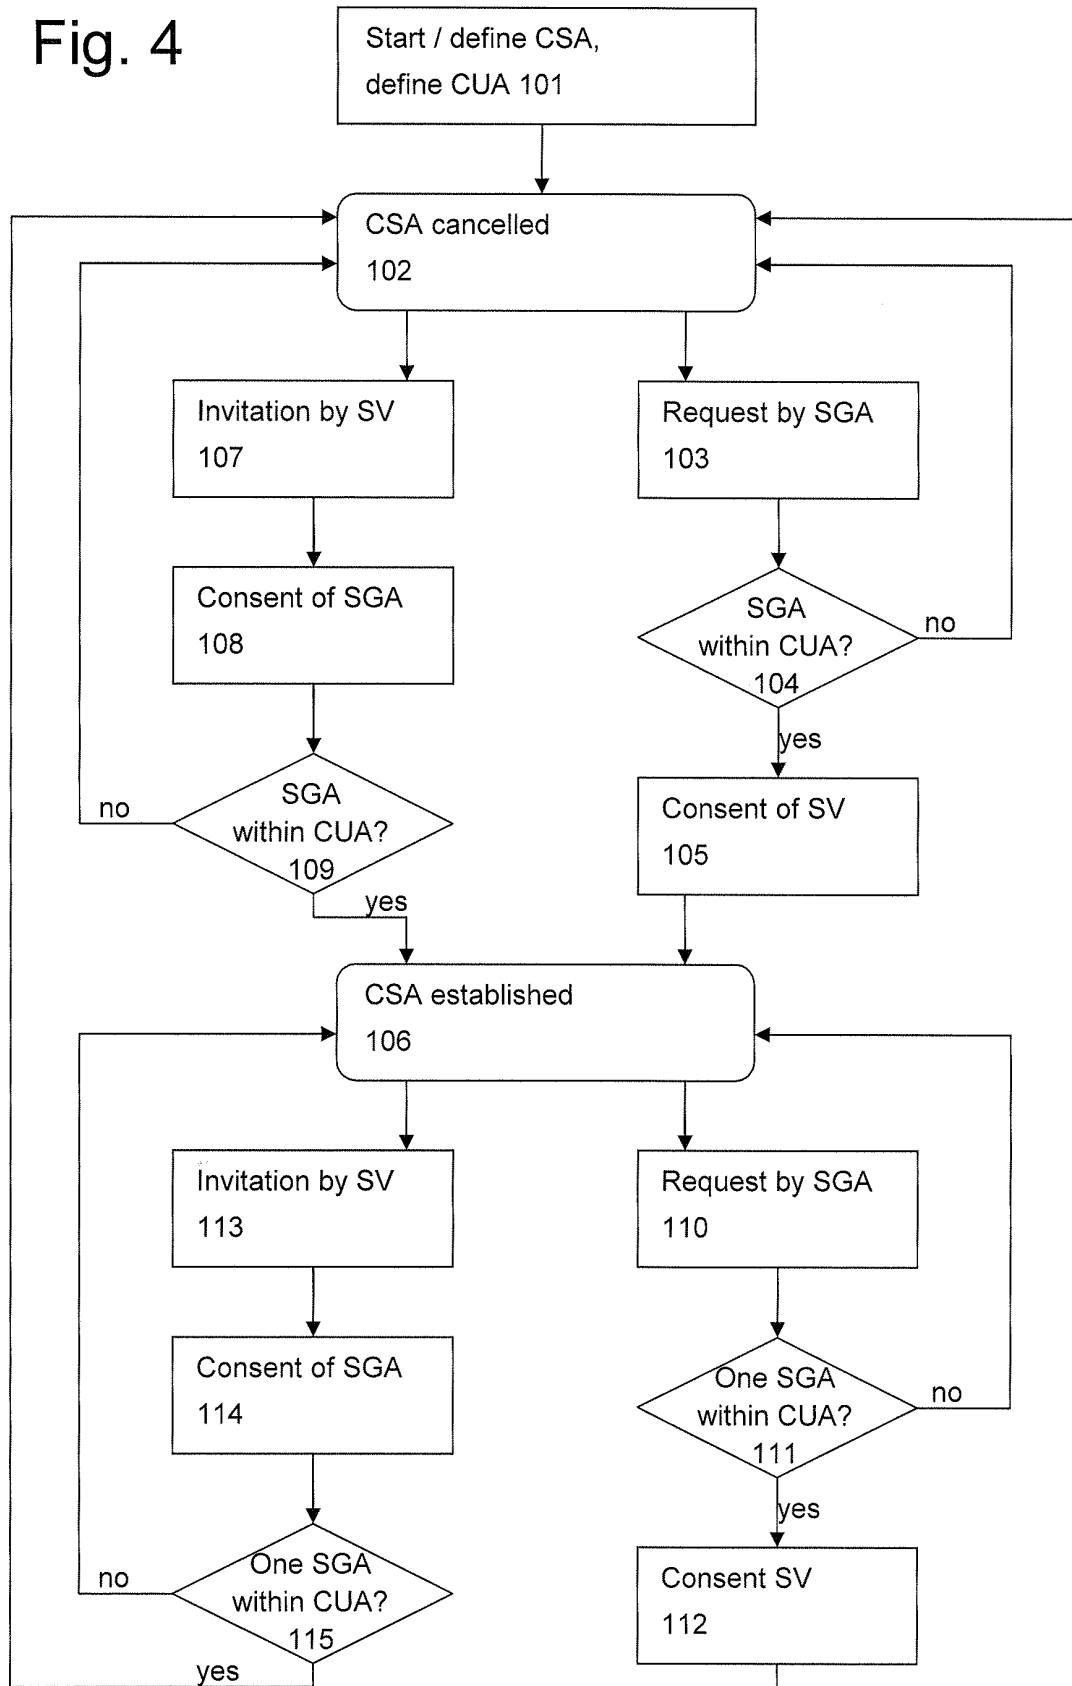 Fig. 4
Start / define CSA,
define CUA 101
CSA cancelled
102
Invitation by SV
107
Request by SGA
103
Consent of SGA
108
SGA
within CUA?
104
no
yes
SGA
within CUA?
109
no
yes
Consent of SV
105
CSA established
106
Invitation by SV
113
Request by SGA
110
Consent of SGA
114
One SGA
within CUA?
111
no
yes
One SGA
within CUA?
115
no
yes
Consent SV
112